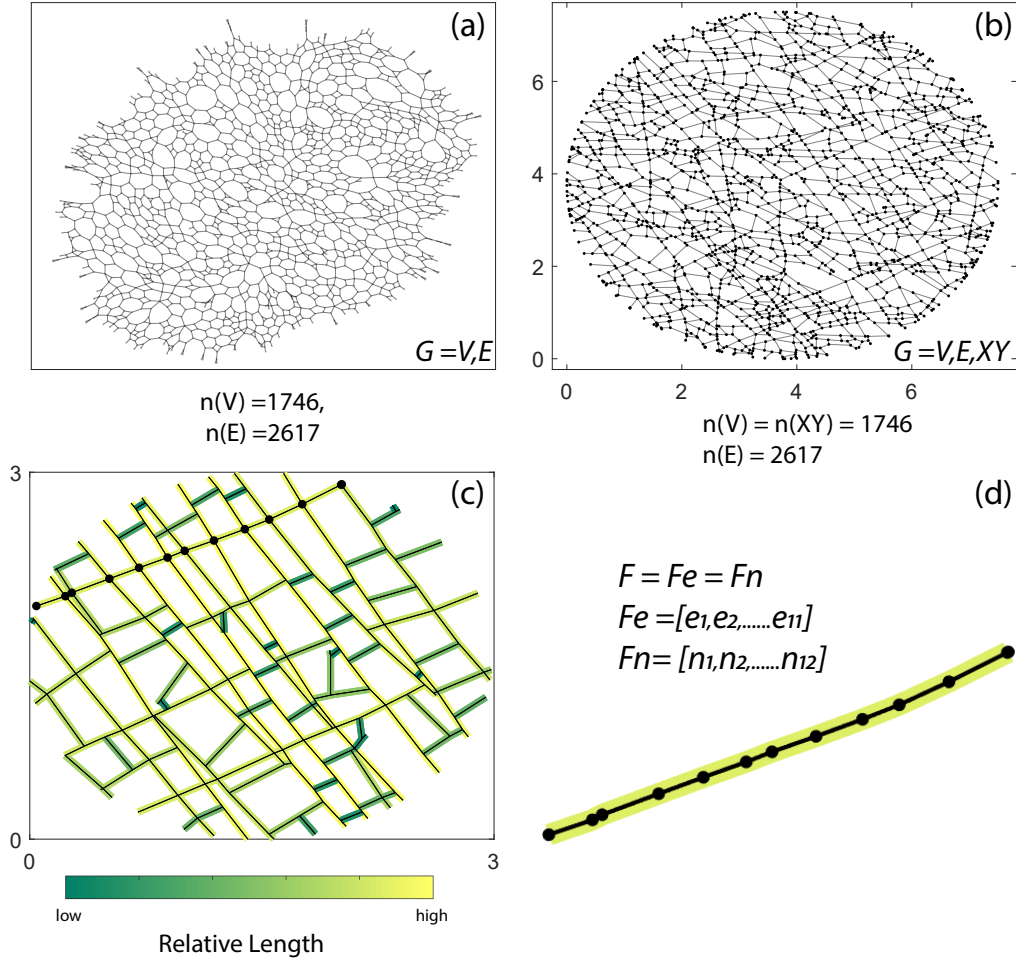 (a)
G =V,E
n(V) =1746,
n(E) =2617
(b)
6
4
2
0
0
2
4
6
G =V,E,XY
n(V) = n(XY) = 1746
n(E) = 2617
(c)
3
0
0
3
low
high
Relative Length
(d)
F = Fe = Fn
Fe =[e1,e2,......e11]
Fn= [n1,n2,......n12]